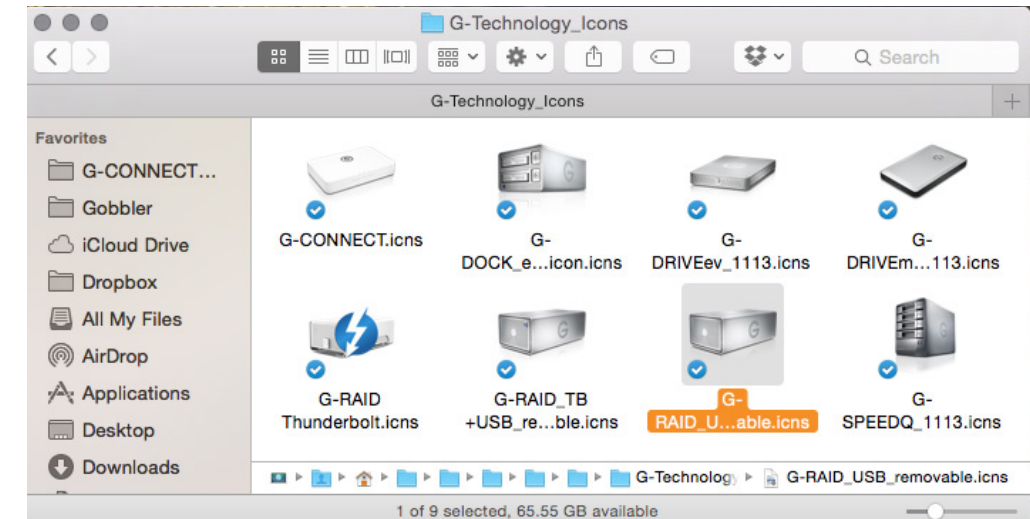 G-Technology_Icons
Search
G-Technology_Icons
Favorites
G-CONNECT...
Gobbler
iCloud Drive
Dropbox
All My Files
AirDrop
Applications
Desktop
Downloads
G-CONNECT.icns
G-
DOCK_e...icon.icns
G-
DRIVEev_1113.icns
G-
DRIVEm...113.icns
G-RAID
Thunderbolt.icns
G-RAID_TB
+USB_re...ble.icns
G-
RAID_U...able.icns
G-
SPEEDQ_1113.icns
G-Technolog
G-RAID_USB_removable.icns
1 of 9 selected, 65.55 GB available